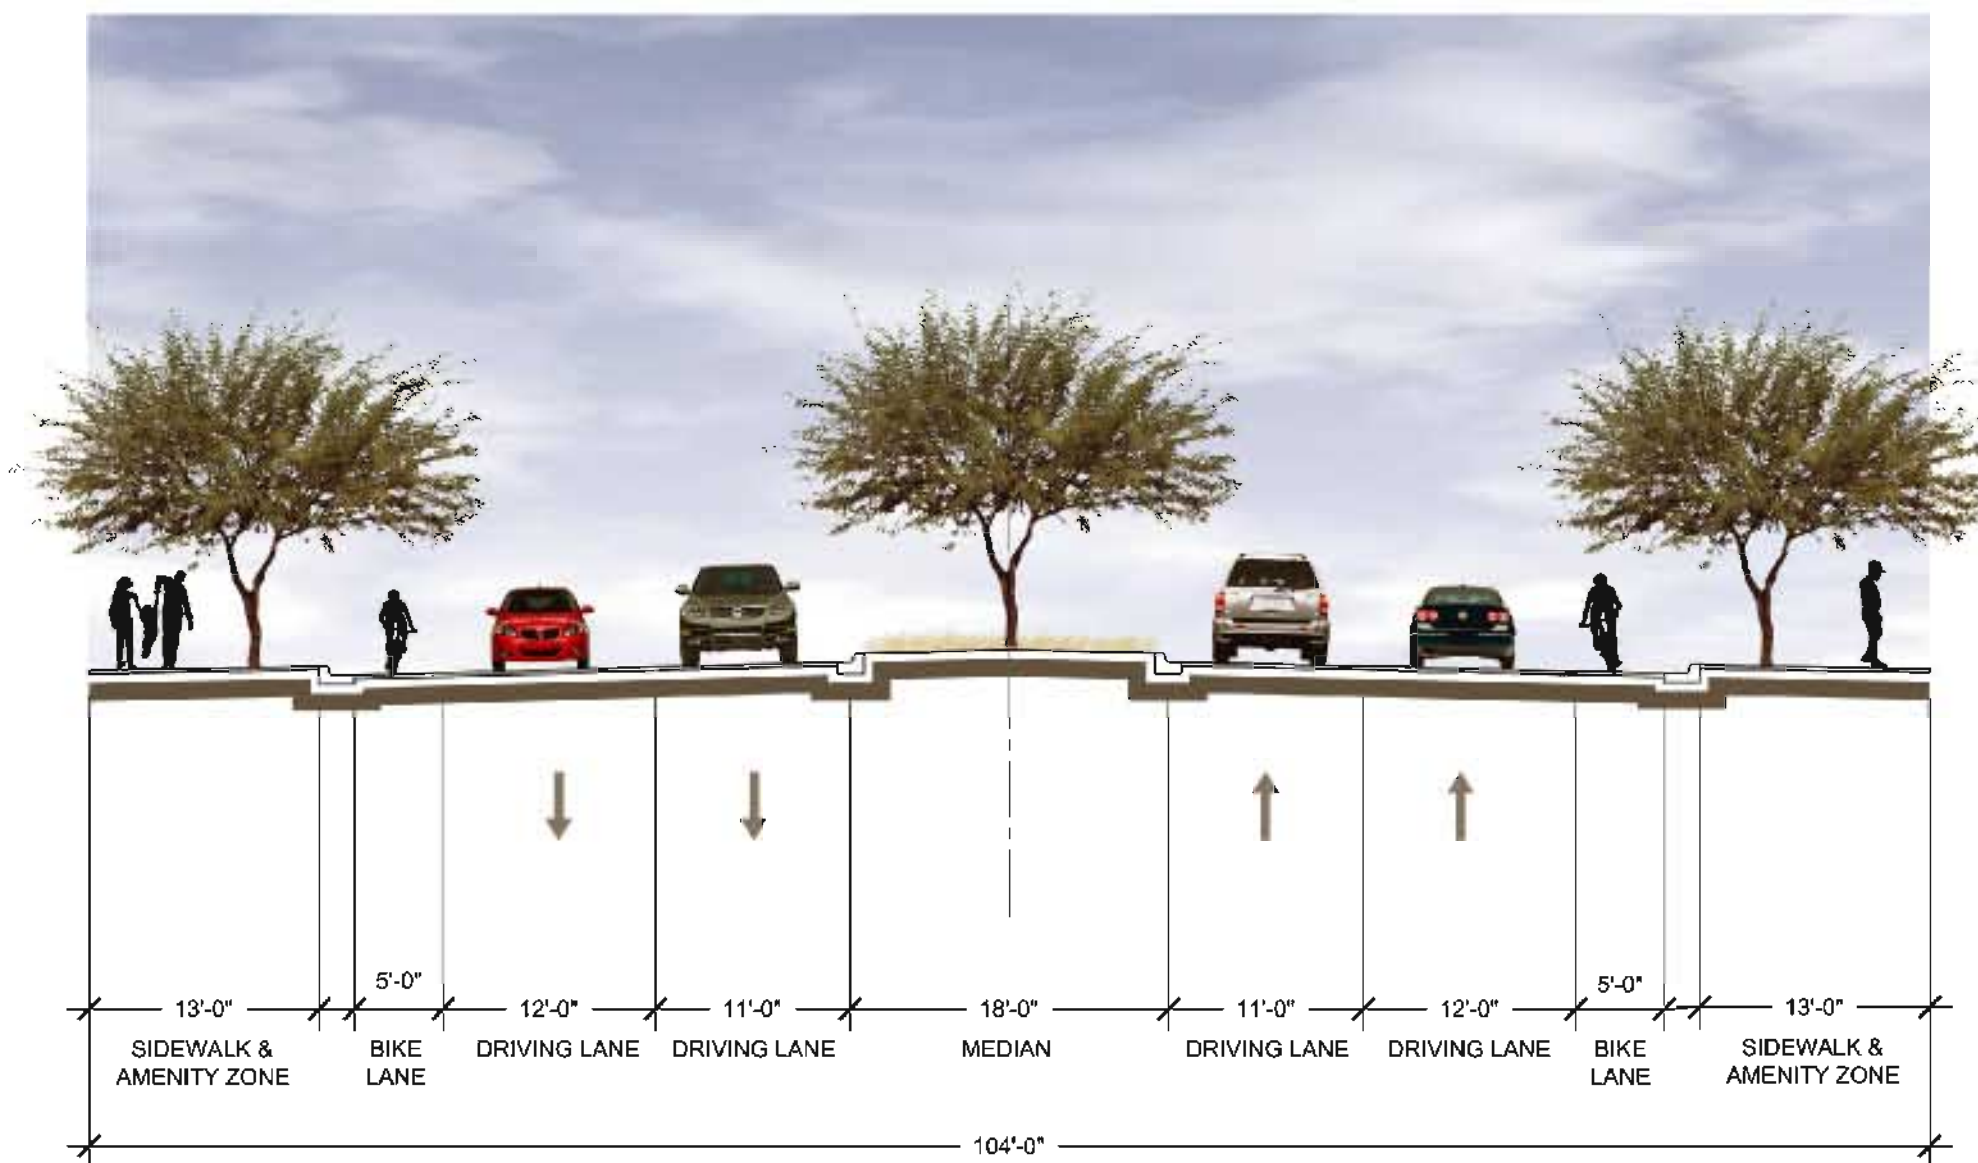 5'-0"
5'-0"
13'-0" 12'-0" 11'-0" 18'-0" 11'-0" 12'-0" 13'-0"
SIDEWALK & BIKE DRIVING LANE DRIVING LANE MEDIAN DRIVING LANE DRIVING LANE BIKE SIDEWALK &
AMENITY ZONE LANE LANE AMENITY ZONE
104'-0"